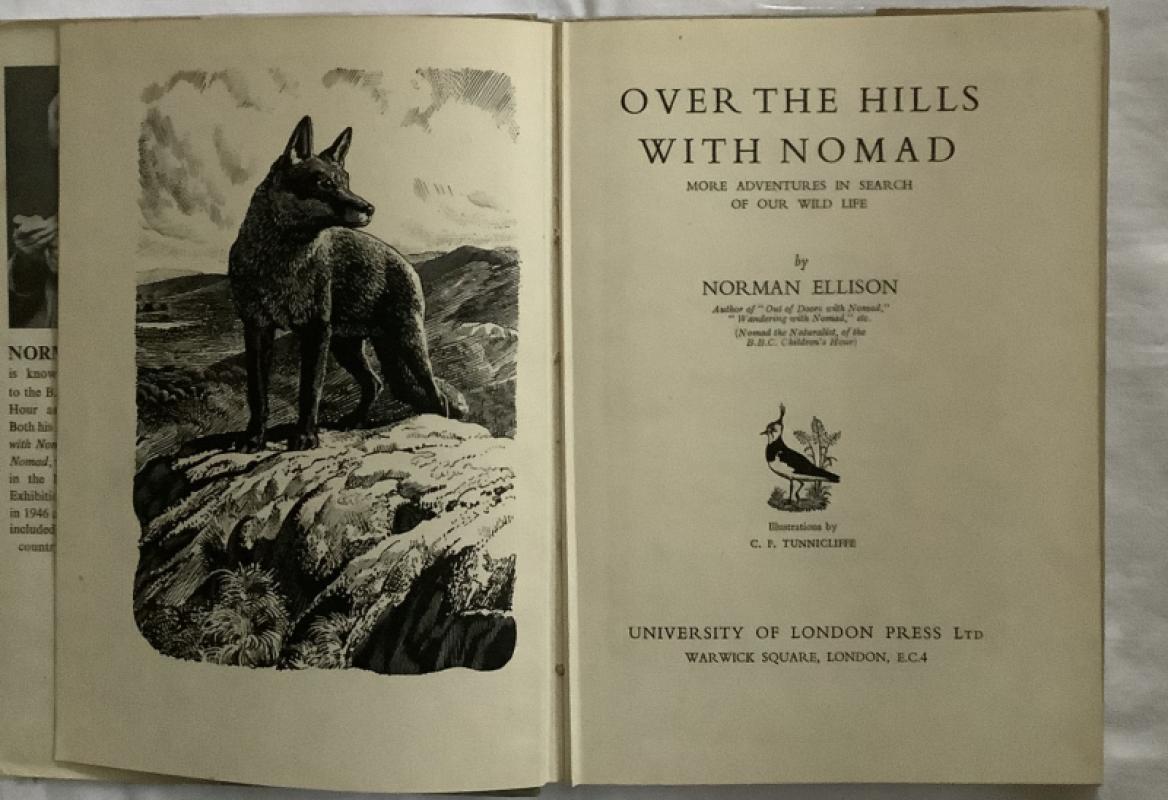 NOR
is know
to the B.
Hour as
Both his
with Nom
Nomad,
in the
Exhibitio
in 1946
included
countr
OVER THE HILLS
WITH NOMAD
MORE ADVENTURES IN SEARCH
OF OUR WILD LIFE
by
NORMAN ELLISON
Author of "Out of Doors with Nomad,"
"Wandering with Nomad," etc.
(Nomad the Naturalist, of the
B.B.C. Children's Hour)
Illustrations by
C. F. TUNNICLIFFE
UNIVERSITY OF LONDON PRESS LTD
WARWICK SQUARE, LONDON, E.C.4